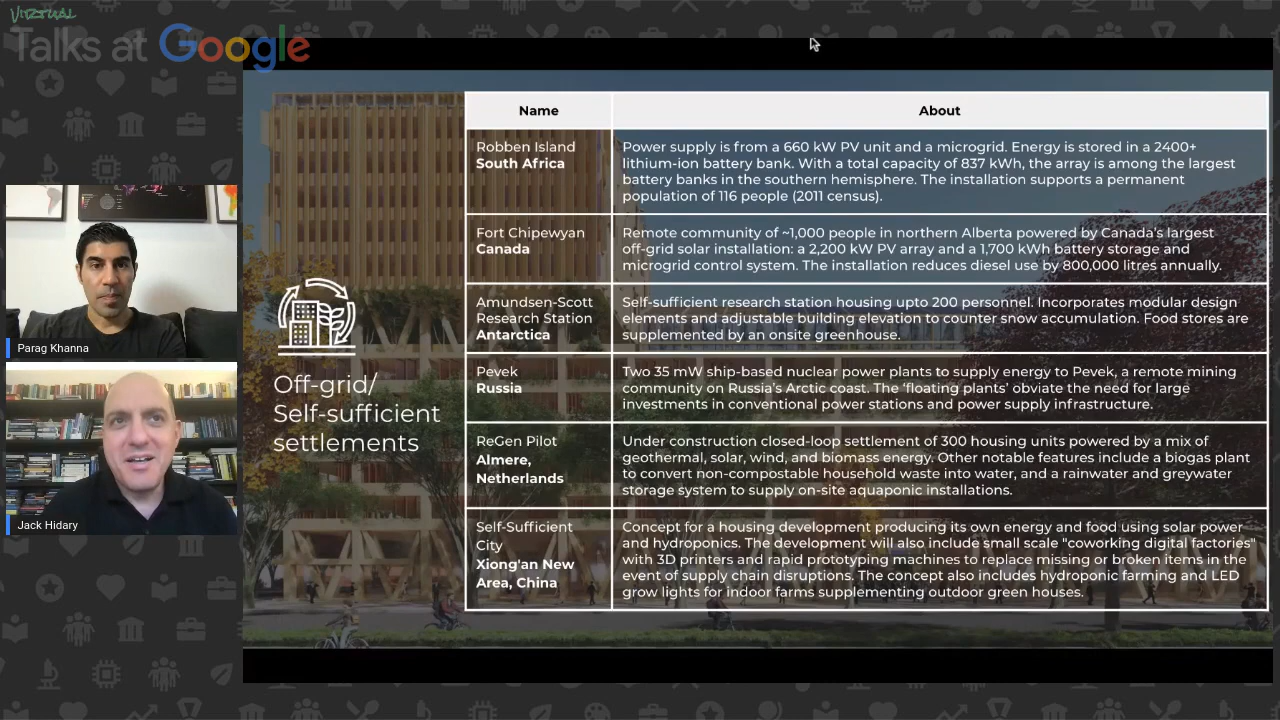 VIRTUAL
Talks at Google
Parag Khanna
Jack Hidary
Off-grid/
Self-sufficient
settlements
Name
About
Robben Island
South Africa
Power supply is from a 660 kW PV unit and a microgrid. Energy is stored in a 2400+
lithium-ion battery bank. With a total capacity of 837 kWh, the array is among the largest
battery banks in the southern hemisphere. The installation supports a permanent
population of 116 people (2011 census).
Fort Chipewyan
Canada
Remote community of ~1,000 people in northern Alberta powered by Canada's largest
off-grid solar installation: a 2,200 kW PV array and a 1,700 kWh battery storage and
microgrid control system. The installation reduces diesel use by 800,000 litres annually.
Amundsen-Scott
Research Station
Antarctica
Self-sufficient research station housing upto 200 personnel. Incorporates modular design
elements and adjustable building elevation to counter snow accumulation. Food stores are
supplemented by an onsite greenhouse.
Pevek
Russia
Two 35 mW ship-based nuclear power plants to supply energy to Pevek, a remote mining
community on Russia's Arctic coast. The 'floating plants' obviate the need for large
investments in conventional power stations and power supply infrastructure.
ReGen Pilot
Almere,
Netherlands
Under construction closed-loop settlement of 300 housing units powered by a mix of
geothermal, solar, wind, and biomass energy. Other notable features include a biogas plant
to convert non-compostable household waste into water, and a rainwater and greywater
storage system to supply on-site aquaponic installations.
Self-Sufficient
City
Xiong'an New
Area, China
Concept for a housing development producing its own energy and food using solar power
and hydroponics. The development will also include small scale "coworking digital factories"
with 3D printers and rapid prototyping machines to replace missing or broken items in the
event of supply chain disruptions. The concept also includes hydroponic farming and LED
grow lights for indoor farms supplementing outdoor green houses.